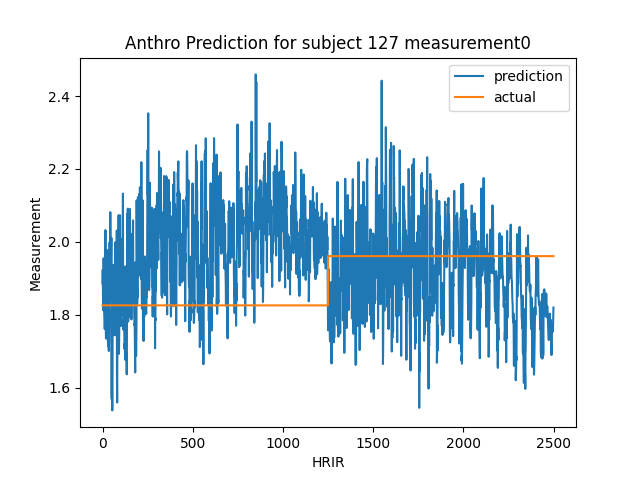 Anthro Prediction for subject 127 measurement0
prediction
actual
Measurement
2.4
2.2
2.0
1.8
1.6
0
500
1000
1500
2000
2500
HRIR